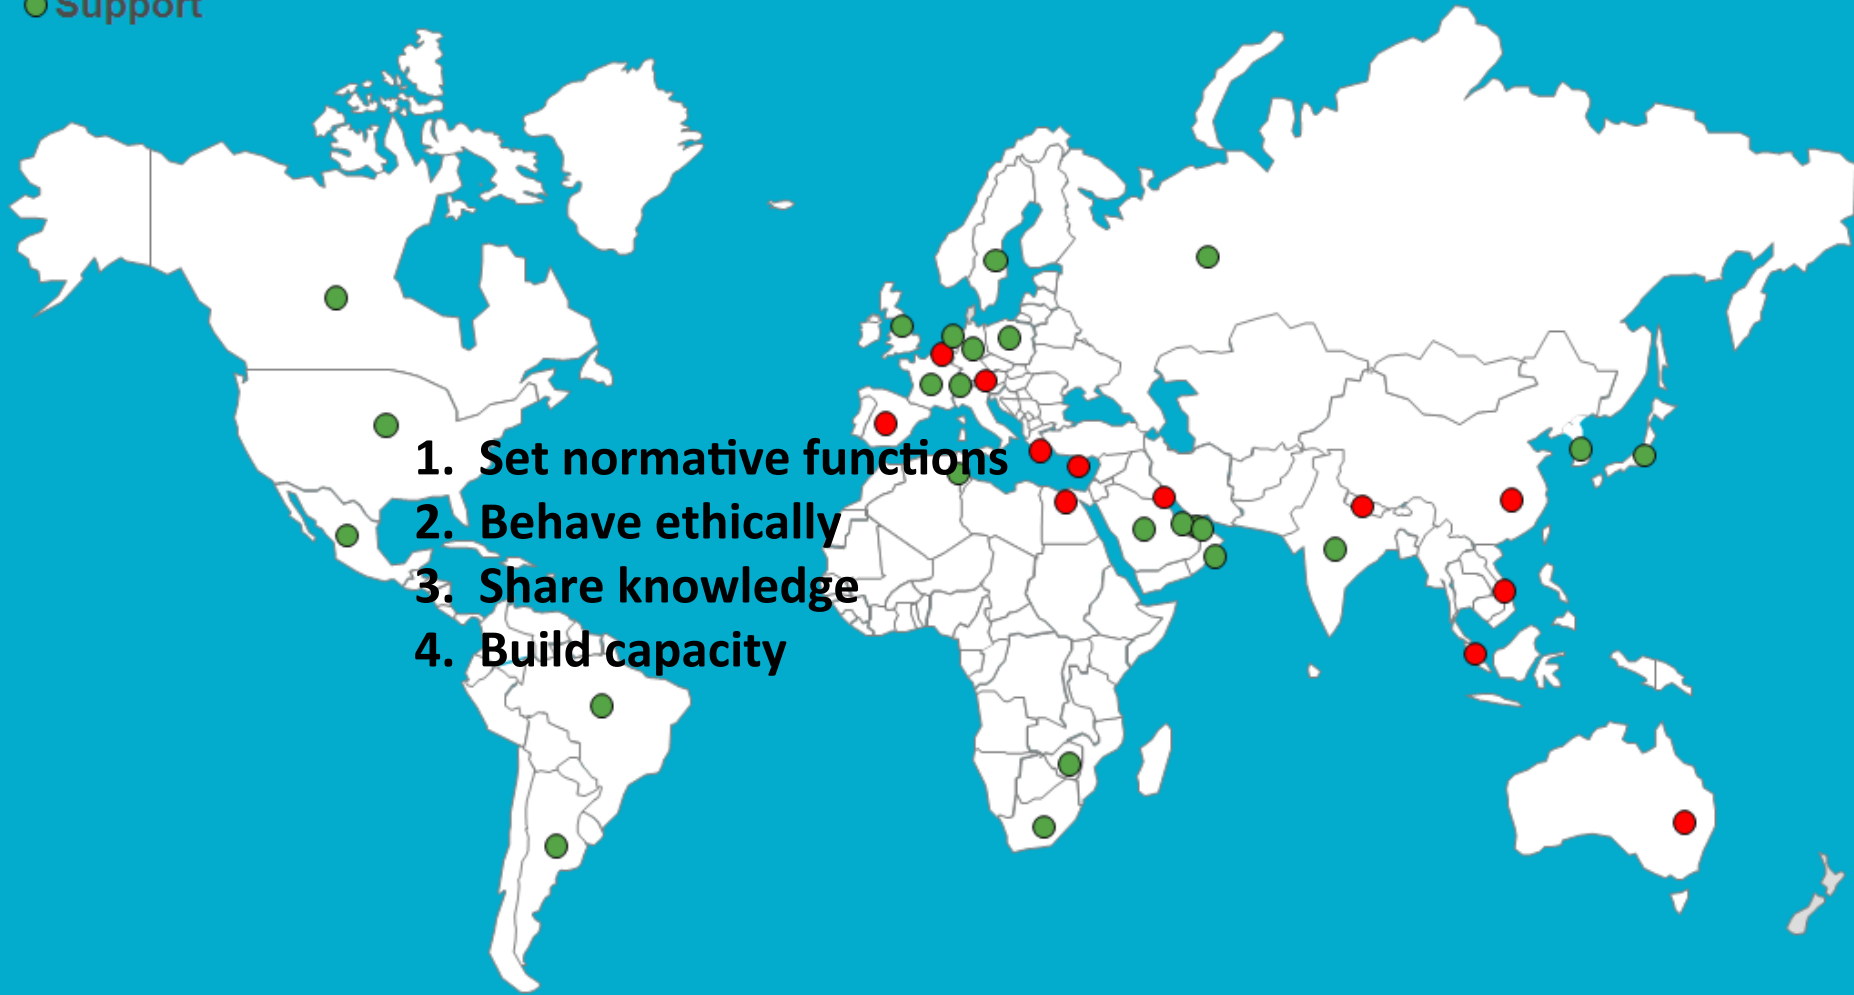 Support
1. Set normative functions
2. Behave ethically
3. Share knowledge
4. Build capacity